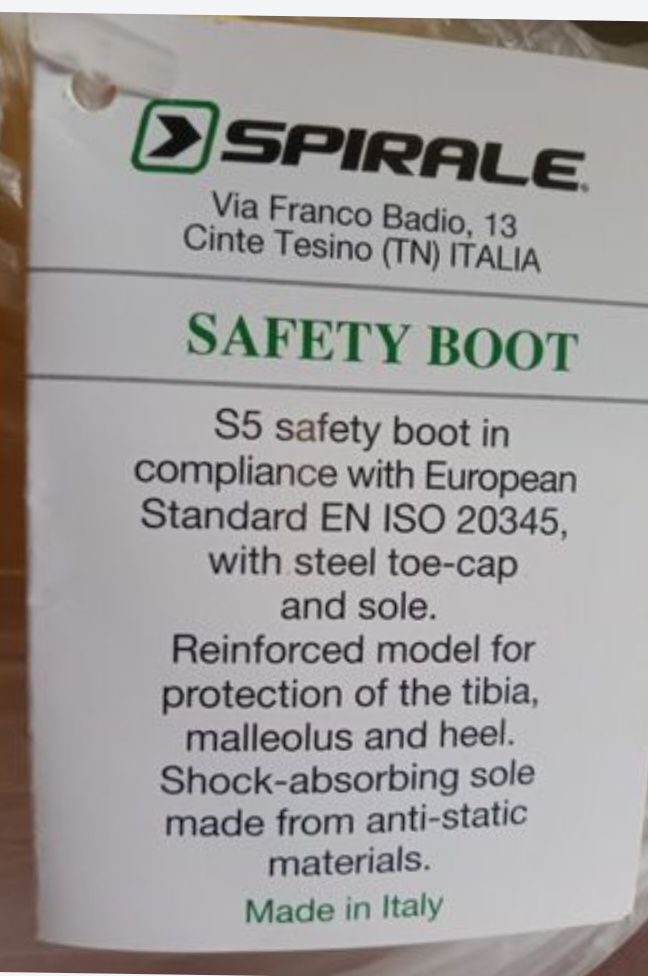 SPIRALE
Via Franco Badio, 13
Cinte Tesino (TN) ITALIA
SAFETY BOOT
S5 safety boot in
compliance with European
Standard EN ISO 20345,
with steel toe-cap
and sole.
Reinforced model for
protection of the tibia,
malleolus and heel.
Shock-absorbing sole
made from anti-static
materials.
Made in Italy